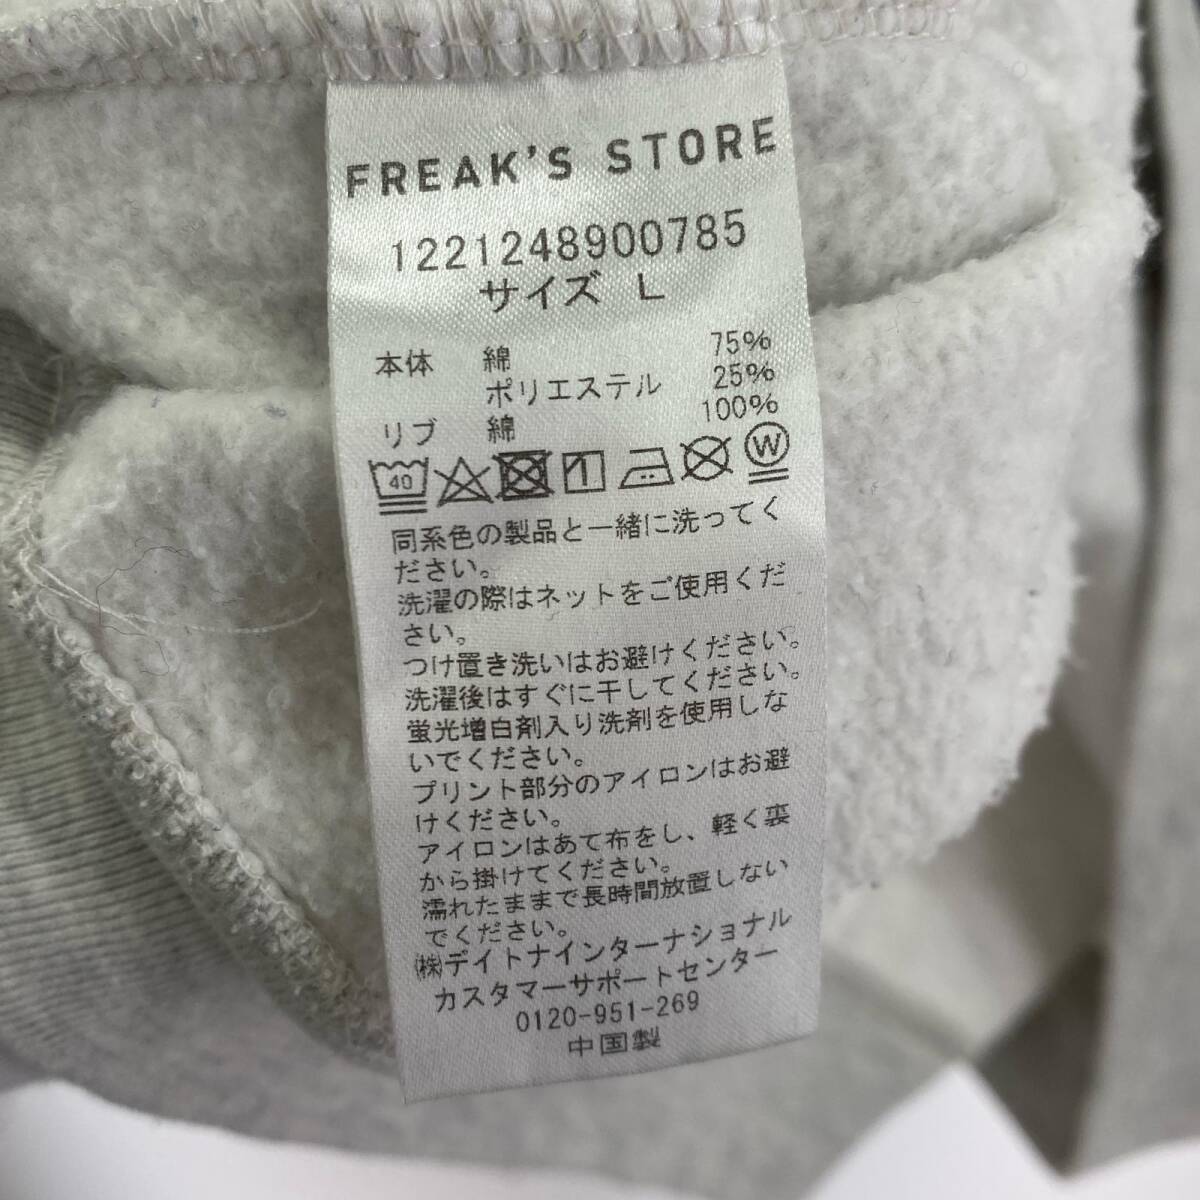 FREAK'S STORE
1221248900785
サイズ L
本体 綿 75%
ポリエステル 25%
リブ 綿 100%
40 W
同系色の製品と一緒に洗ってく
ださい。
洗濯の際はネットをご使用くだ
さい。
つけ置き洗いはお避けください。
洗濯後はすぐに干してください。
蛍光増白剤入り洗剤を使用しな
いでください。
プリント部分のアイロンはお避
けください。
アイロンはあて布をし、軽く裏
から掛けてください。
濡れたままで長時間放置しない
でください。
㈱デイトナインターナショナル
カスタマーサポートセンター
0120-951-269
中国製